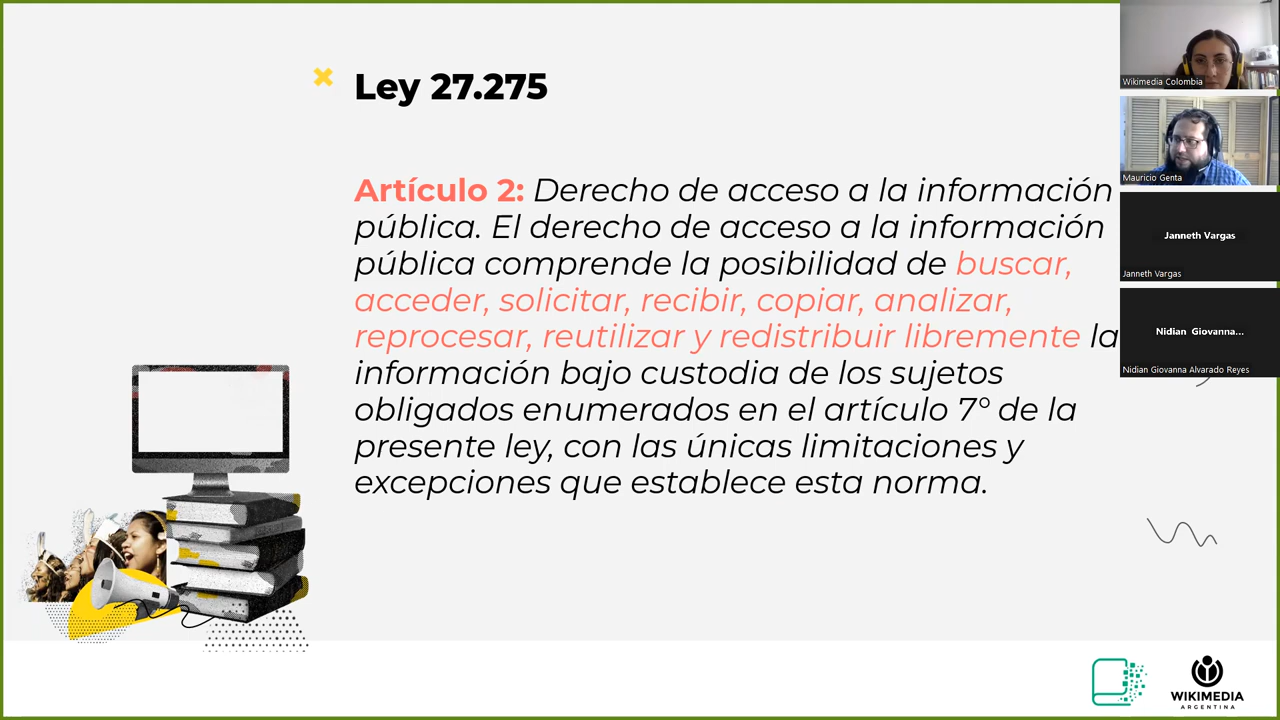 Ley 27.275
Artículo 2: Derecho de acceso a la información
pública. El derecho de acceso a la información
pública comprende la posibilidad de buscar,
acceder, solicitar, recibir, copiar, analizar,
reprocesar, reutilizar y redistribuir libremente la
información bajo custodia de los sujetos
obligados enumerados en el artículo 7° de la
presente ley, con las únicas limitaciones y
excepciones que establece esta norma.
Wikimedia Colombia
Mauricio Genta
Janneth Vargas
Janneth Vargas
Nidian Giovanna...
Nidian Giovanna Alvarado Reyes
WIKIMEDIA
ARGENTINA